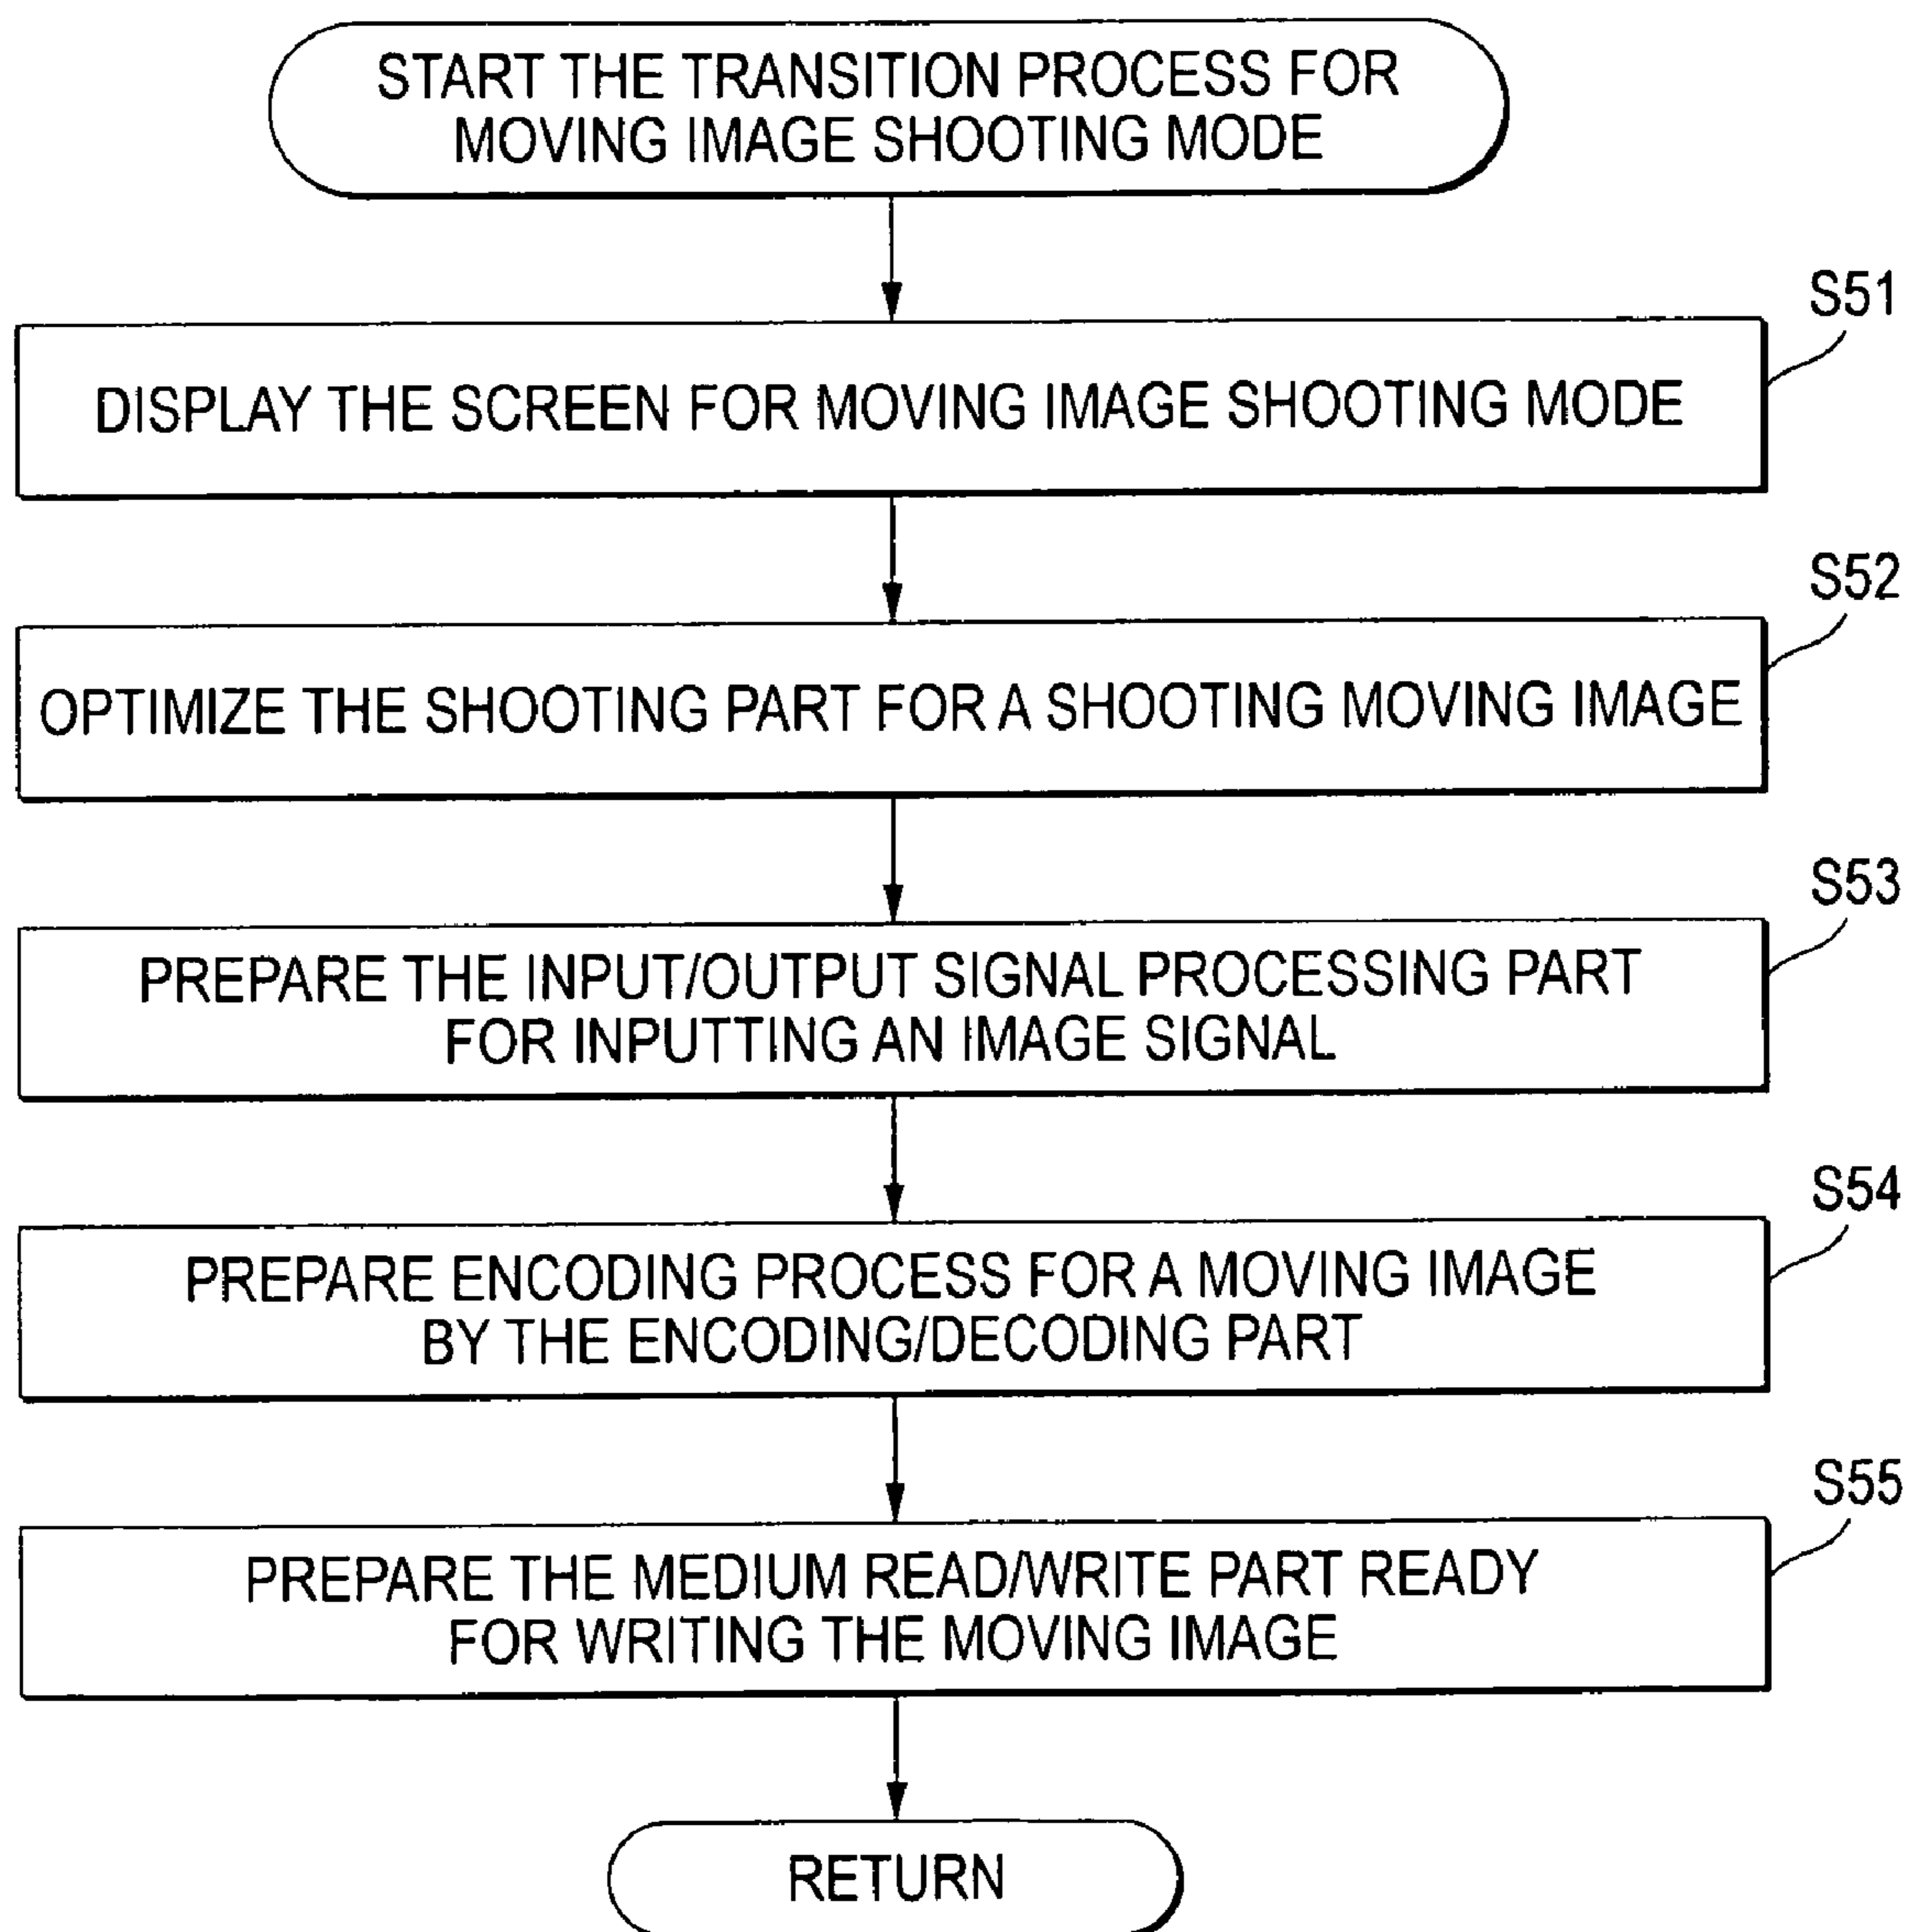 START THE TRANSITION PROCESS FOR
MOVING IMAGE SHOOTING MODE
S51
DISPLAY THE SCREEN FOR MOVING IMAGE SHOOTING MODE
S52
OPTIMIZE THE SHOOTING PART FOR A SHOOTING MOVING IMAGE
S53
PREPARE THE INPUT/OUTPUT SIGNAL PROCESSING PART
FOR INPUTTING AN IMAGE SIGNAL
S54
PREPARE ENCODING PROCESS FOR A MOVING IMAGE
BY THE ENCODING/DECODING PART
S55
PREPARE THE MEDIUM READ/WRITE PART READY
FOR WRITING THE MOVING IMAGE
RETURN